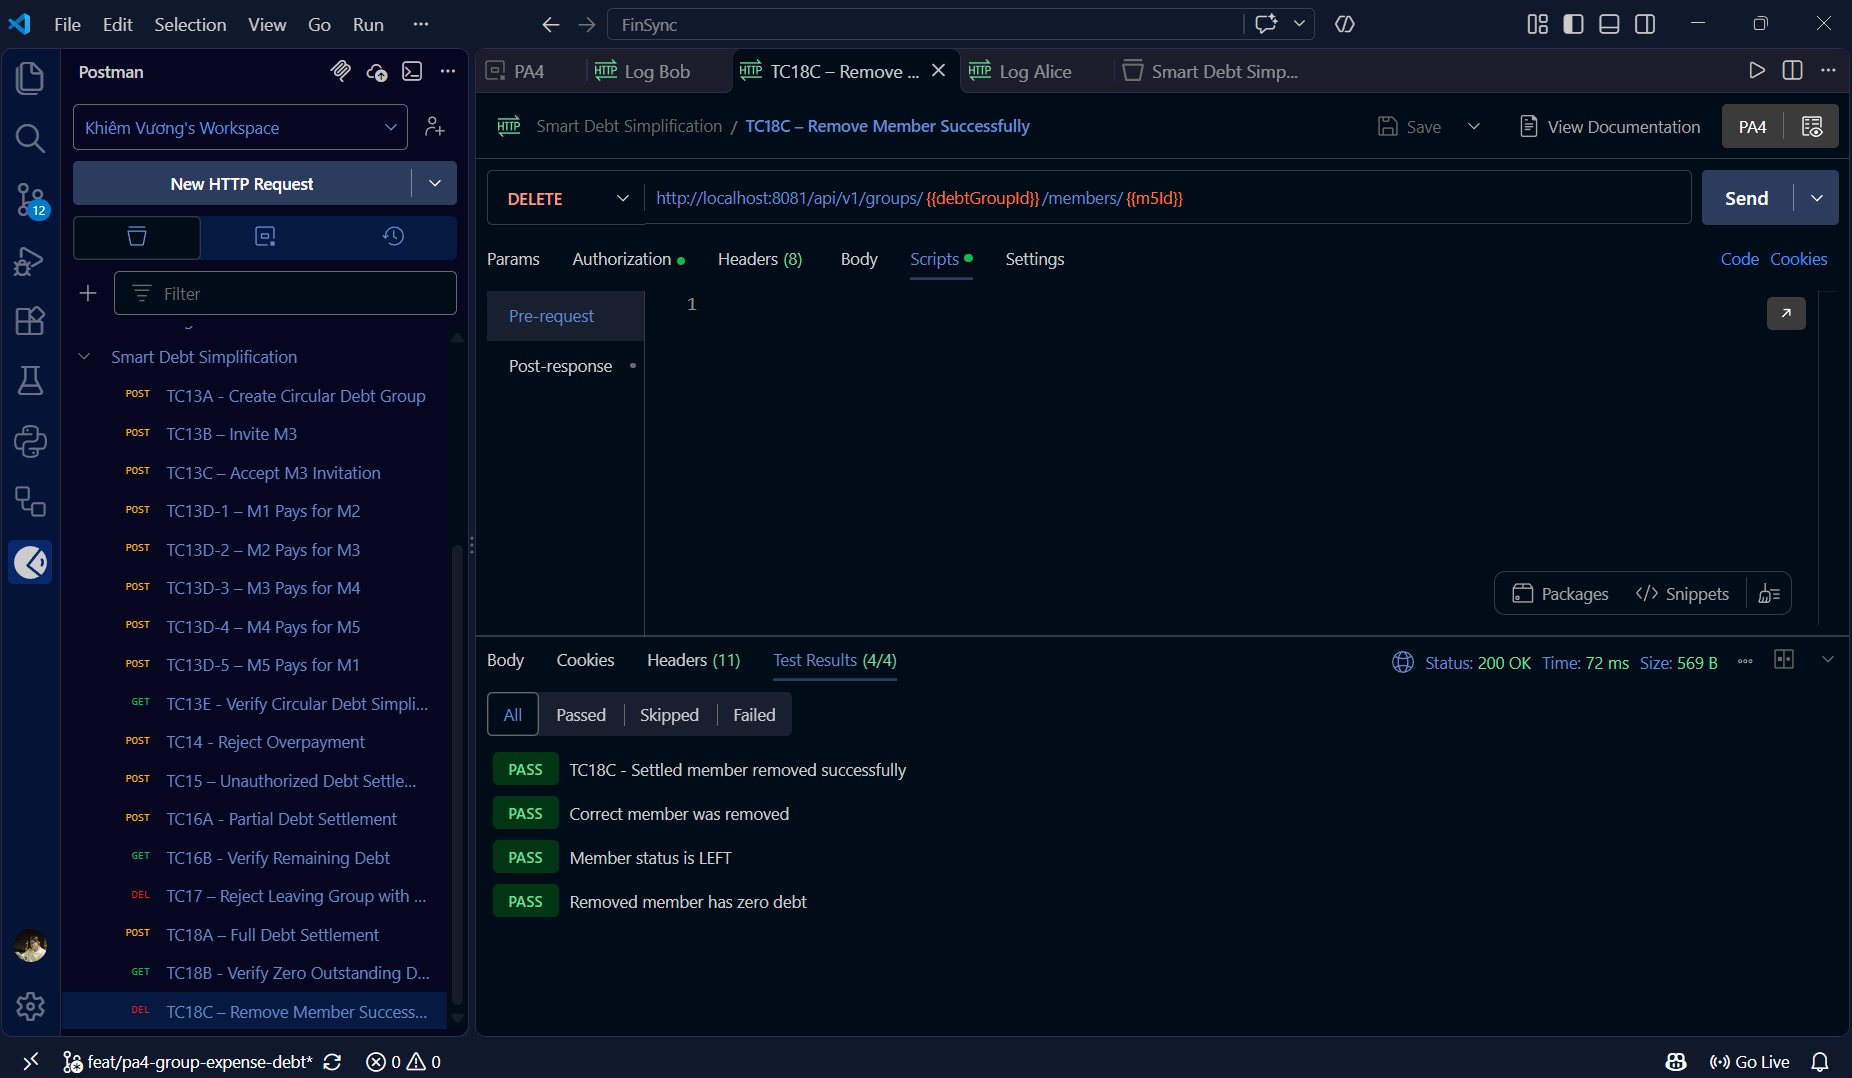 File Edit Selection View Go Run ···
FinSync
Postman
Khiêm Vương's Workspace
New HTTP Request
Filter
Smart Debt Simplification
POST TC13A - Create Circular Debt Group
POST TC13B – Invite M3
POST TC13C – Accept M3 Invitation
POST TC13D-1 – M1 Pays for M2
POST TC13D-2 – M2 Pays for M3
POST TC13D-3 – M3 Pays for M4
POST TC13D-4 – M4 Pays for M5
POST TC13D-5 – M5 Pays for M1
GET TC13E - Verify Circular Debt Simpli...
POST TC14 - Reject Overpayment
POST TC15 – Unauthorized Debt Settle...
POST TC16A - Partial Debt Settlement
GET TC16B - Verify Remaining Debt
DEL TC17 – Reject Leaving Group with ...
POST TC18A – Full Debt Settlement
GET TC18B - Verify Zero Outstanding D...
DEL TC18C – Remove Member Success...
12
PA4
HTTP Log Bob
HTTP TC18C – Remove ...
HTTP Log Alice
Smart Debt Simp...
HTTP Smart Debt Simplification / TC18C – Remove Member Successfully
Save
View Documentation
PA4
DELETE http://localhost:8081/api/v1/groups/{{debtGroupId}}/members/{{m5Id}}
Send
Params Authorization Headers (8) Body Scripts Settings
Code Cookies
Pre-request
Post-response
1
Packages Snippets
Body Cookies Headers (11) Test Results (4/4)
Status: 200 OK Time: 72 ms Size: 569 B
All Passed Skipped Failed
PASS TC18C - Settled member removed successfully
PASS Correct member was removed
PASS Member status is LEFT
PASS Removed member has zero debt
feat/pa4-group-expense-debt* 0 0
Go Live